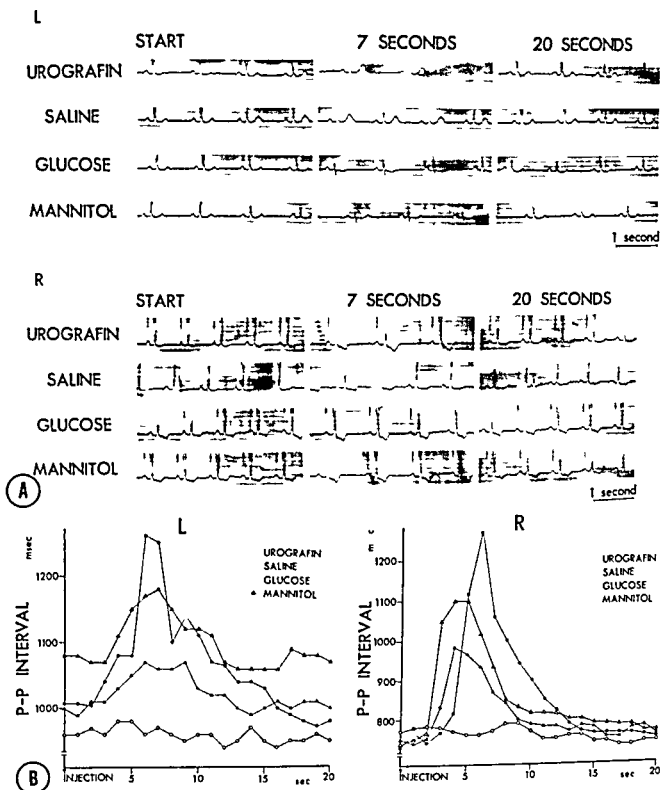 L
START 7 SECONDS 20 SECONDS
UROGRAFIN
SALINE
GLUCOSE
MANNITOL
1 second
R
START 7 SECONDS 20 SECONDS
UROGRAFIN
SALINE
GLUCOSE
MANNITOL
1 second
A
L
msec
P-P INTERVAL
1200
1100
1000
UROGRAFIN
SALINE
GLUCOSE
MANNITOL
INJECTION 5 10 15 sec 20
B
R
E
P-P INTERVAL
1200
1100
1000
900
800
UROGRAFIN
SALINE
GLUCOSE
MANNITOL
INJECTION 5 10 15 sec 20